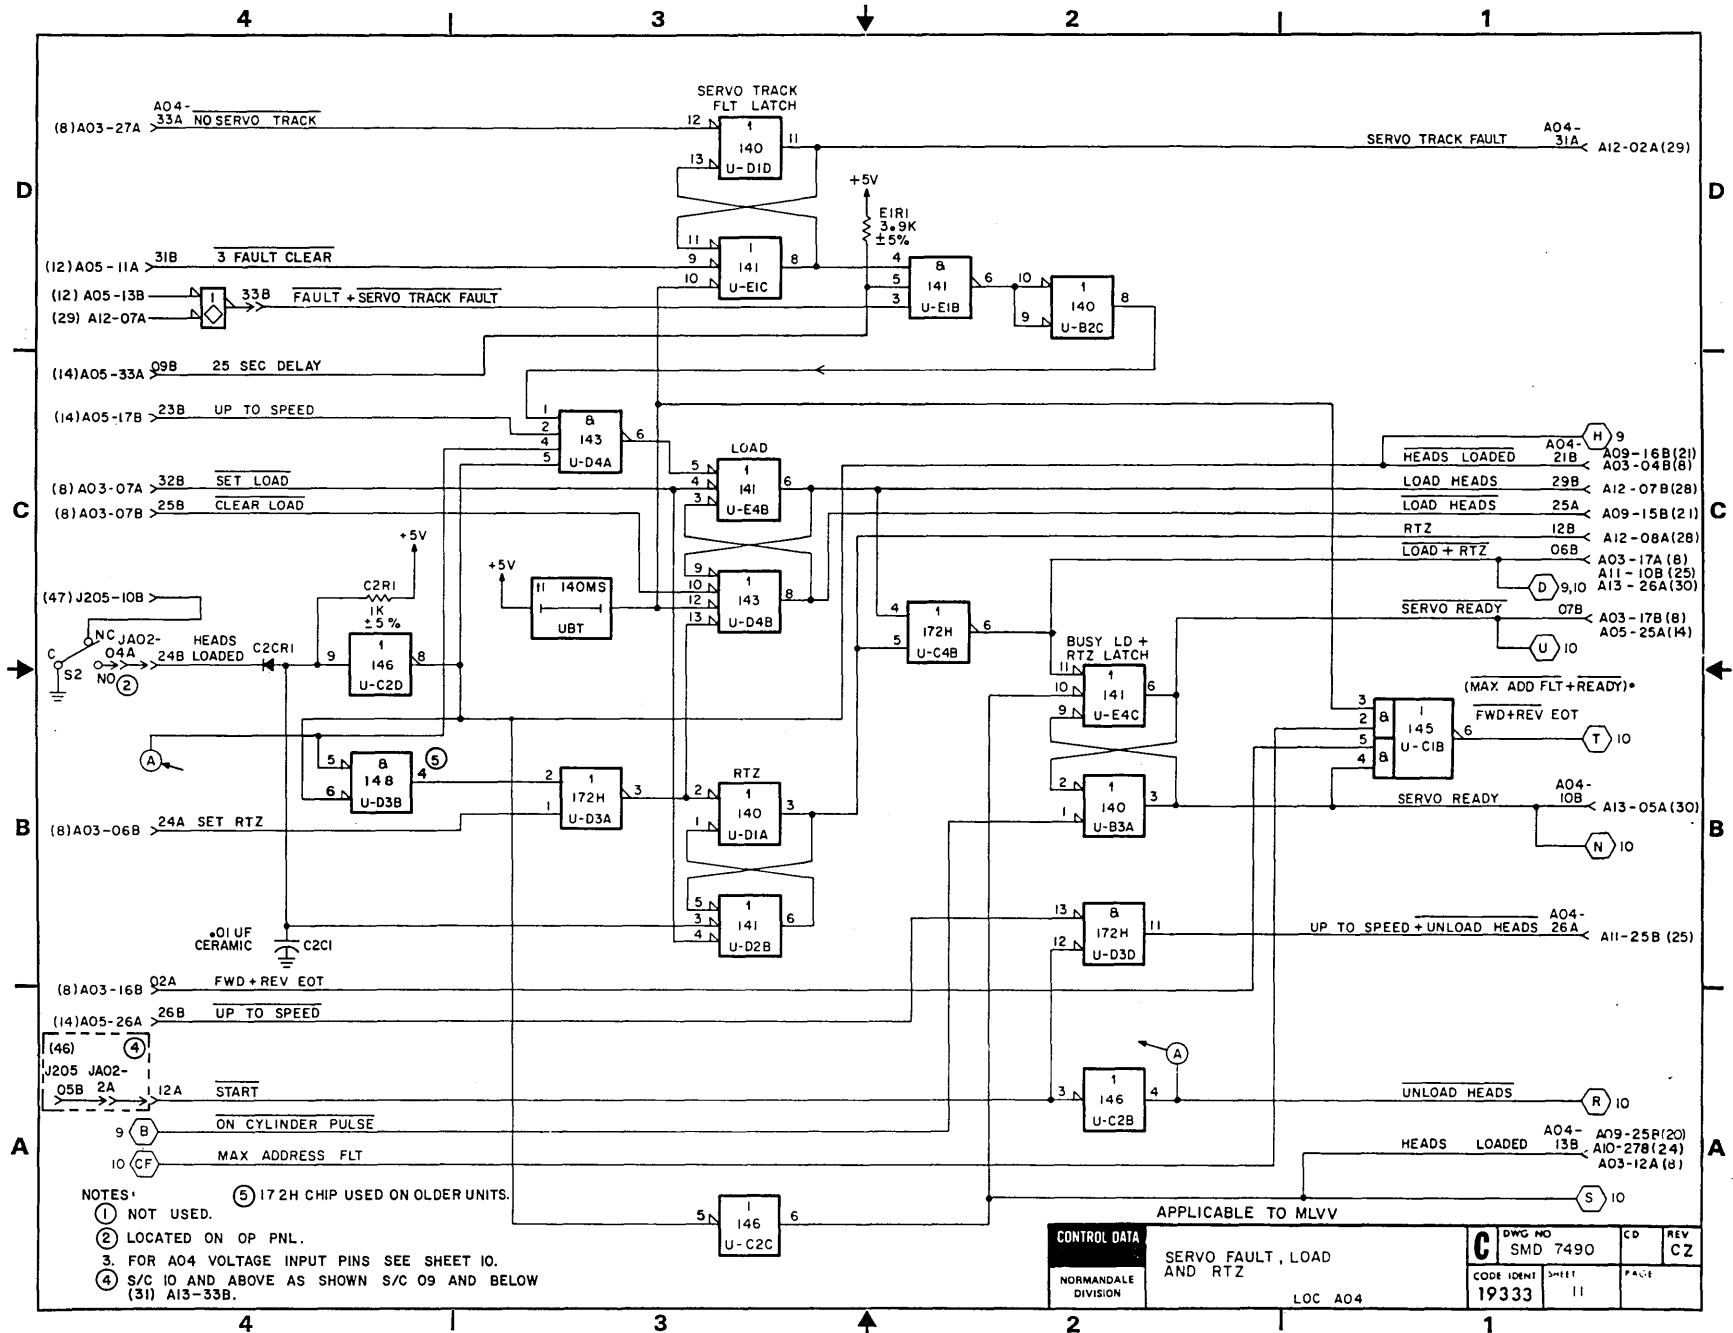 4 3 2 1
D
C
B
A
SERVO TRACK
FLT LATCH
A04-
(8)A03-27A 33A NO SERVO TRACK
12
1
140
U-D1D
13
11
SERVO TRACK FAULT
A04-
31A
A12-02A(29)
D
+5V
E1R1
3.9K
±5%
(12)A05-11A 31B 3 FAULT CLEAR
11
9
10
1
141
U-E1C
8
(12) A05-13B
(29) A12-07A
1
33B FAULT + SERVO TRACK FAULT
4
5
3
&
141
U-E1B
6
10
9
1
140
U-B2C
8
(14)A05-33A 09B 25 SEC DELAY
(14)A05-17B 23B UP TO SPEED
1
2
4
5
&
143
U-D4A
6
(8)A03-07A 32B SET LOAD
(8)A03-07B 25B CLEAR LOAD
LOAD
5
4
3
1
141
U-E4B
6
9
10
12
13
1
143
U-D4B
8
H 9
A04-
HEADS LOADED 21B
A09-16B(21)
A03-04B(8)
LOAD HEADS 29B A12-07B(28)
LOAD HEADS 25A A09-15B(21)
RTZ 12B A12-08A(28)
LOAD + RTZ 06B A03-17A(8)
A11-10B(25)
A13-26A(30)
D 9,10
SERVO READY 07B A03-17B(8)
A05-25A(14)
U 10
C
+5V
C2R1
1K
±5%
+5V
11 140MS
UBT
(47)J205-10B
NC
C
S2
NO
2
JA02-
04A
24B
HEADS
LOADED
C2CR1
9
1
146
U-C2D
8
4
5
1
172H
U-C4B
6
BUSY LD +
RTZ LATCH
11
10
9
1
141
U-E4C
6
(MAX ADD FLT+READY)•
FWD+REV EOT
3
2
5
4
&
&
1
145
U-C1B
6
T 10
A
5
6
&
148
U-D3B
4
5
2
1
1
172H
U-D3A
3
RTZ
2
1
1
140
U-D1A
3
2
1
1
140
U-B3A
3
SERVO READY
A04-
10B
A13-05A(30)
N 10
B
(8)A03-06B 24A SET RTZ
.01 UF
CERAMIC
C2C1
5
3
4
1
141
U-D2B
6
13
12
&
172H
U-D3D
11
UP TO SPEED + UNLOAD HEADS
A04-
26A
A11-25B (25)
(8)A03-16B 02A FWD+REV EOT
(14)A05-26A 26B UP TO SPEED
(46)
4
J205 JA02-
05B 2A
12A START
3
1
146
U-C2B
4
A
UNLOAD HEADS
R 10
9 B ON CYLINDER PULSE
10 CF MAX ADDRESS FLT
HEADS LOADED
A04-
13B
A09-25B(20)
A10-27B(24)
A03-12A(8)
S 10
A
5
1
146
U-C2C
6
NOTES:
1 NOT USED.
2 LOCATED ON OP PNL.
3. FOR A04 VOLTAGE INPUT PINS SEE SHEET 10.
4 S/C 10 AND ABOVE AS SHOWN S/C 09 AND BELOW
(31) A13-33B.
5 172H CHIP USED ON OLDER UNITS.
APPLICABLE TO MLVV
CONTROL DATA
NORMANDALE
DIVISION
SERVO FAULT, LOAD
AND RTZ
LOC A04
C
DWG NO
SMD 7490
CD
REV
CZ
CODE IDENT
19333
SHEET
11
PAGE
4 3 2 1